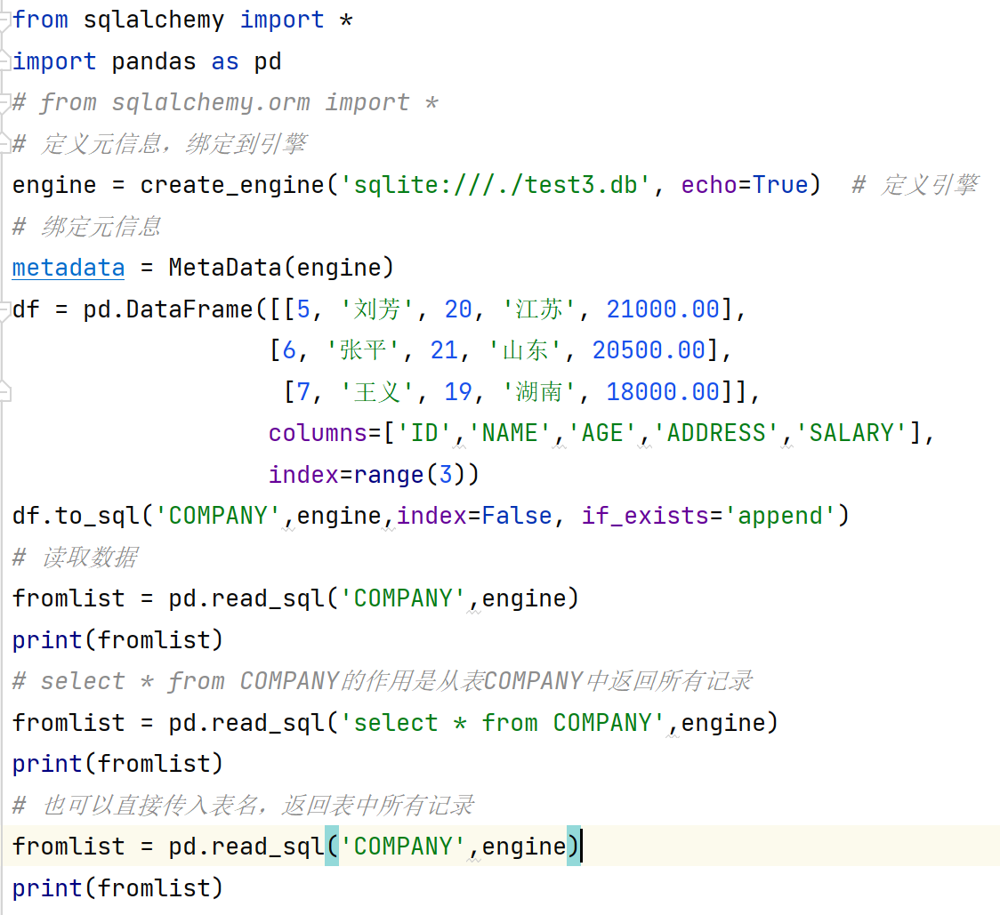 from sqlalchemy import *
import pandas as pd
# from sqlalchemy.orm import *
# 定义元信息，绑定到引擎
engine = create_engine('sqlite:///./test3.db', echo=True)  # 定义引擎
# 绑定元信息
metadata = MetaData(engine)
df = pd.DataFrame([[5, '刘芳', 20, '江苏', 21000.00],
                  [6, '张平', 21, '山东', 20500.00],
                   [7, '王义', 19, '湖南', 18000.00]],
                  columns=['ID','NAME','AGE','ADDRESS','SALARY'],
                  index=range(3))
df.to_sql('COMPANY',engine,index=False, if_exists='append')
# 读取数据
fromlist = pd.read_sql('COMPANY',engine)
print(fromlist)
# select * from COMPANY的作用是从表COMPANY中返回所有记录
fromlist = pd.read_sql('select * from COMPANY',engine)
print(fromlist)
# 也可以直接传入表名，返回表中所有记录
fromlist = pd.read_sql('COMPANY',engine)
print(fromlist)